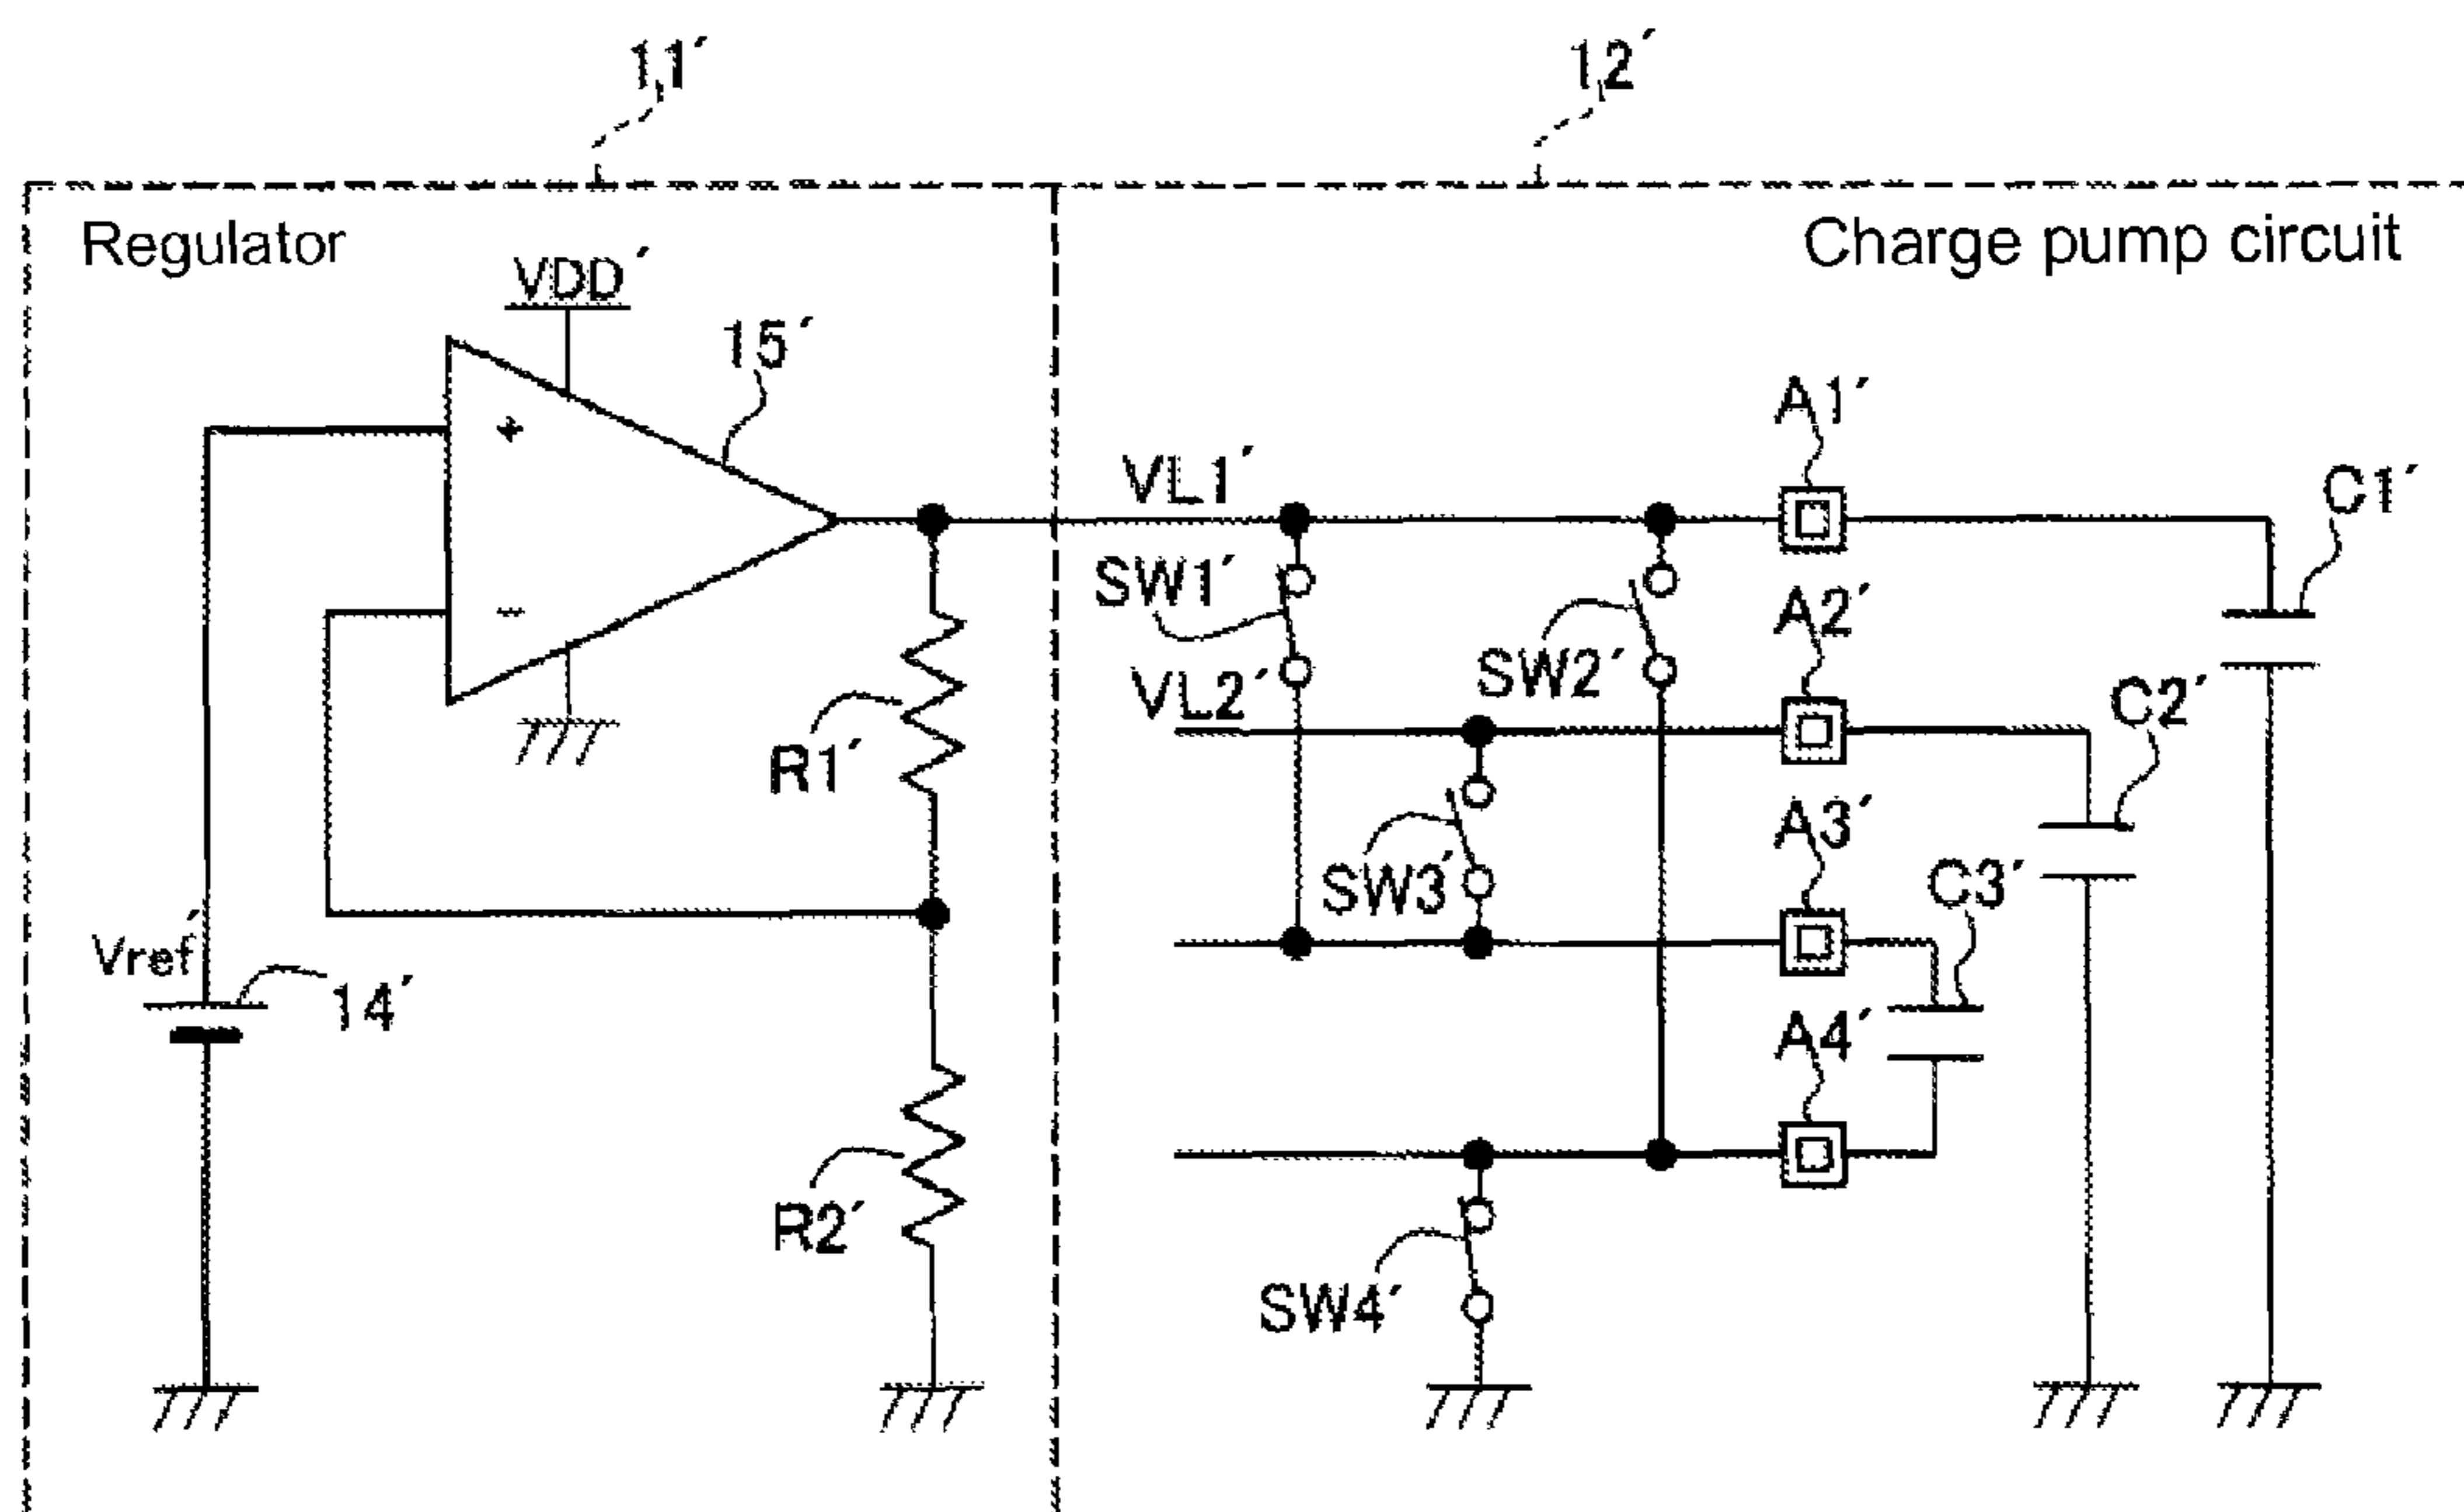 11´
12´
Regulator
Charge pump circuit
VDD´
15´
A1´
VL1´
C1´
SW1´
A2´
SW2´
VL2´
C2´
R1´
A3´
SW3´
C3´
Vref´
14´
A4´
R2´
SW4´